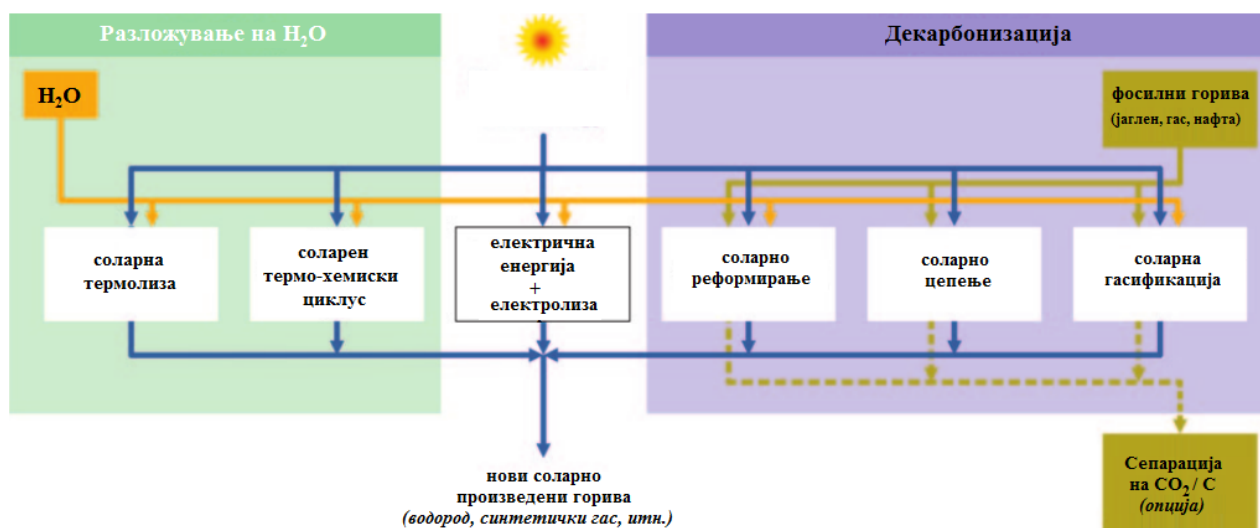 Разложување на H₂O
Декарбонизација
H₂O
фосилни горива
(јаглен, гас, нафта)
соларна
термолиза
соларен
термо-хемиски
циклус
електрична
енергија
+
електролиза
соларно
реформирање
соларно
цепење
соларна
гасификација
нови соларно
произведени горива
(водород, синтетички гас, итн.)
Сепарација
на CO₂ / C
(опција)